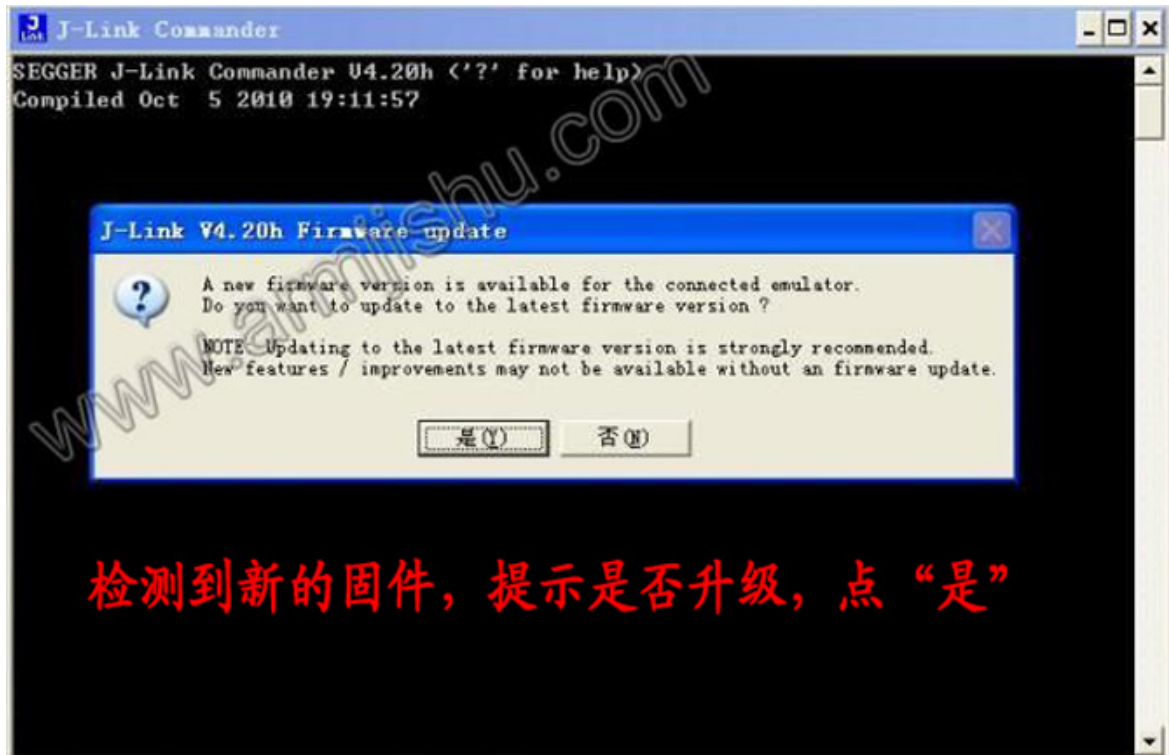 J-Link Commander
SEGGER J-Link Commander V4.20h ('?' for help)
Compiled Oct  5 2010 19:11:57
J-Link V4.20h Firmware update
A new firmware version is available for the connected emulator.
Do you want to update to the latest firmware version ?
NOTE: Updating to the latest firmware version is strongly recommended.
New features / improvements may not be available without an firmware update.
是(Y) 否(N)
www.armjishu.com
检测到新的固件，提示是否升级，点“是”